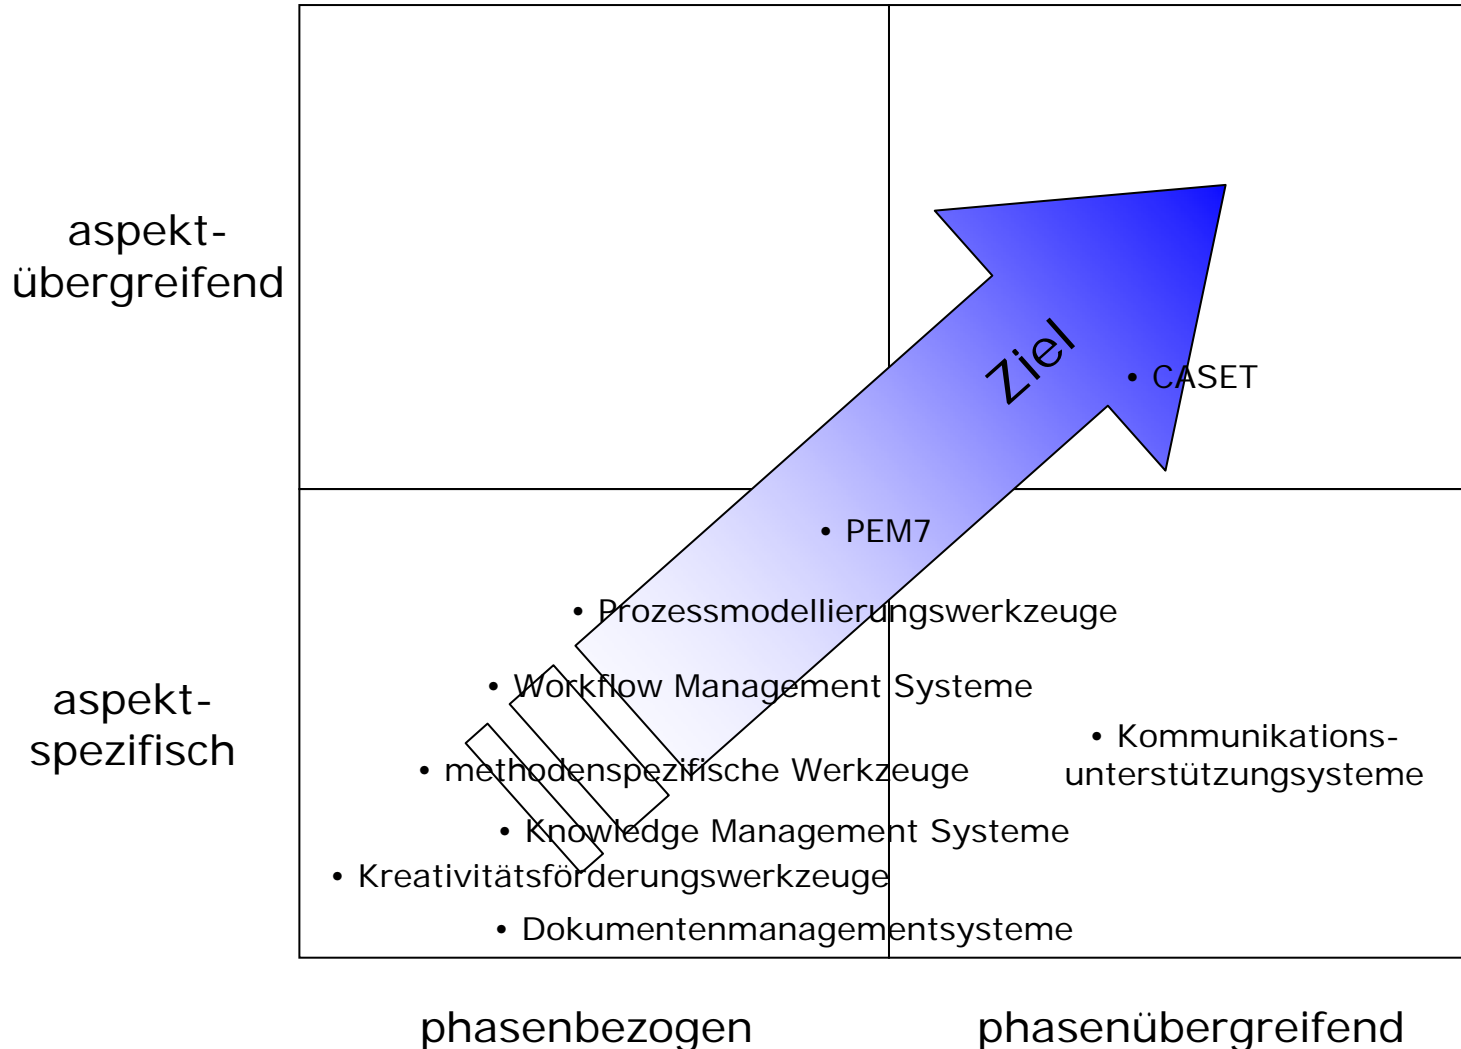 aspekt-
übergreifend
Ziel
• CASET
• PEM7
• Prozessmodellierungswerkzeuge
• Workflow Management Systeme
aspekt-
spezifisch
• Kommunikations-
unterstützungsysteme
• methodenspezifische Werkzeuge
• Knowledge Management Systeme
• Kreativitätsförderungswerkzeuge
• Dokumentenmanagementsysteme
phasenbezogen
phasenübergreifend